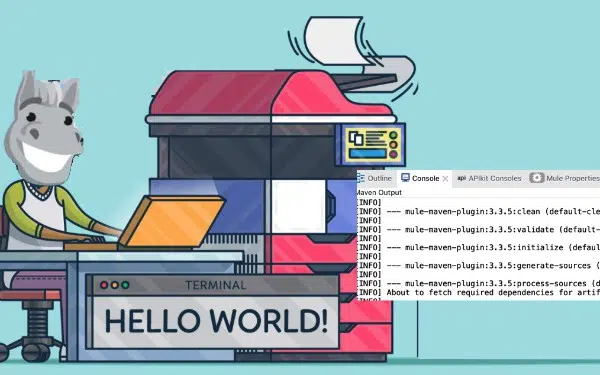 Outline Console api APIkit Consoles Mule Properties
Maven Output
[INFO]
[INFO] --- mule-maven-plugin:3.3.5:clean (default-cle
[INFO]
[INFO] --- mule-maven-plugin:3.3.5:validate (default-
[INFO]
[INFO] --- mule-maven-plugin:3.3.5:initialize (defaul
[INFO]
[INFO] --- mule-maven-plugin:3.3.5:generate-sources (
[INFO]
[INFO] --- mule-maven-plugin:3.3.5:process-sources (d
[INFO] About to fetch required dependencies for artif
TERMINAL
HELLO WORLD!